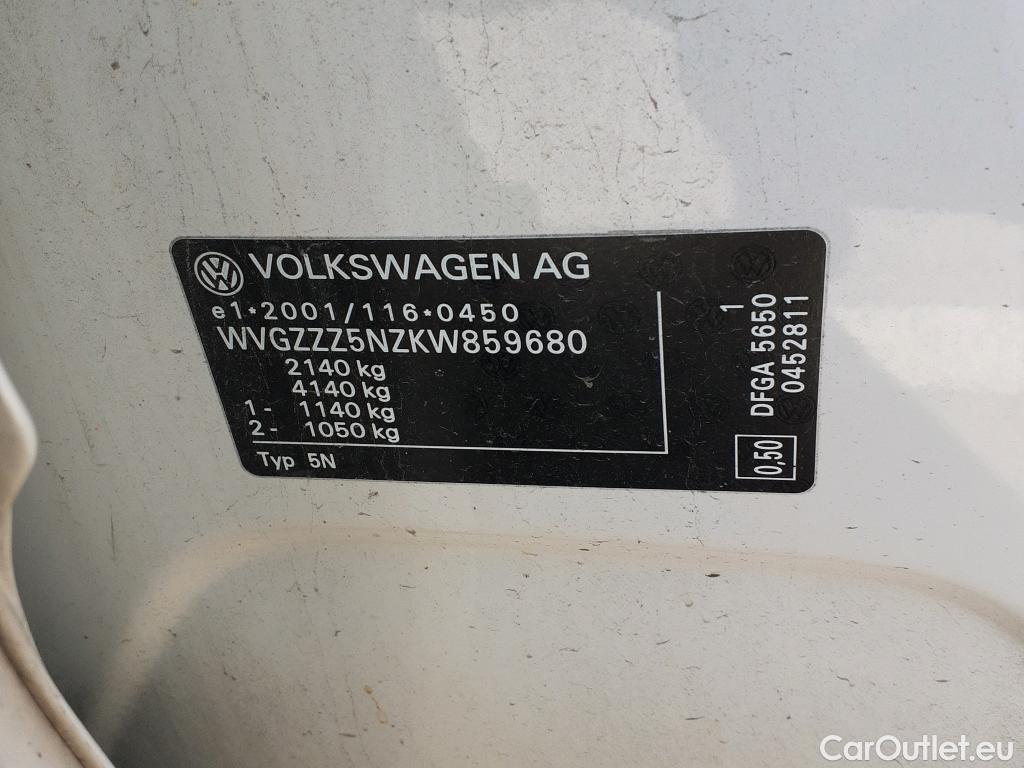 VOLKSWAGEN AG
e1*2001/116*0450
WVGZZZ5NZKW859680
2140 kg
4140 kg
1- 1140 kg
2- 1050 kg
Typ 5N
1
DFGA 5650
0452811
0,50
CarOutlet.eu